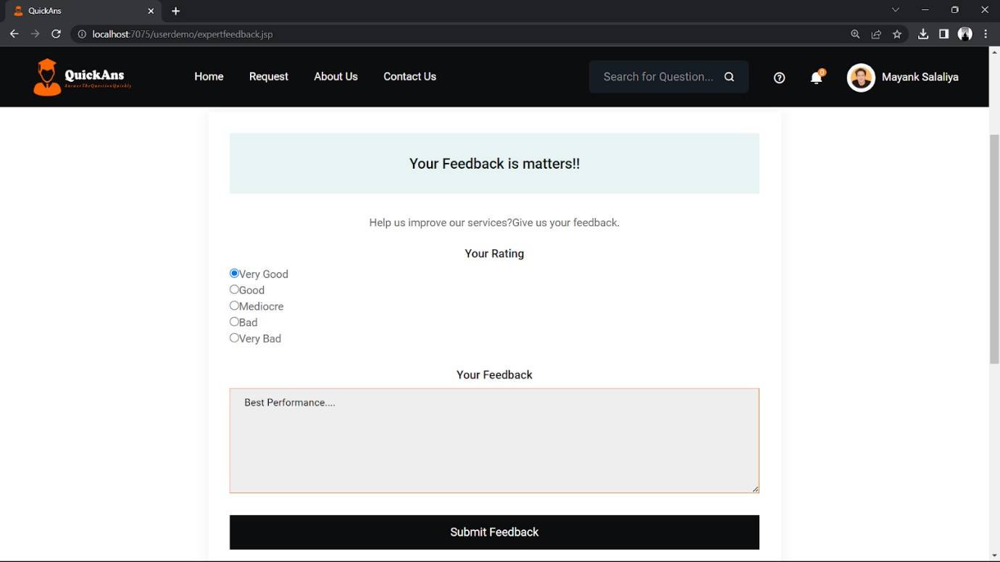 QuickAns
localhost:7075/userdemo/expertfeedback.jsp
QuickAns
AnswerTheQuestionQuickly
Home
Request
About Us
Contact Us
Search for Question...
0
Mayank Salaliya
Your Feedback is matters!!
Help us improve our services?Give us your feedback.
Your Rating
Very Good
Good
Mediocre
Bad
Very Bad
Your Feedback
Best Performance....
Submit Feedback